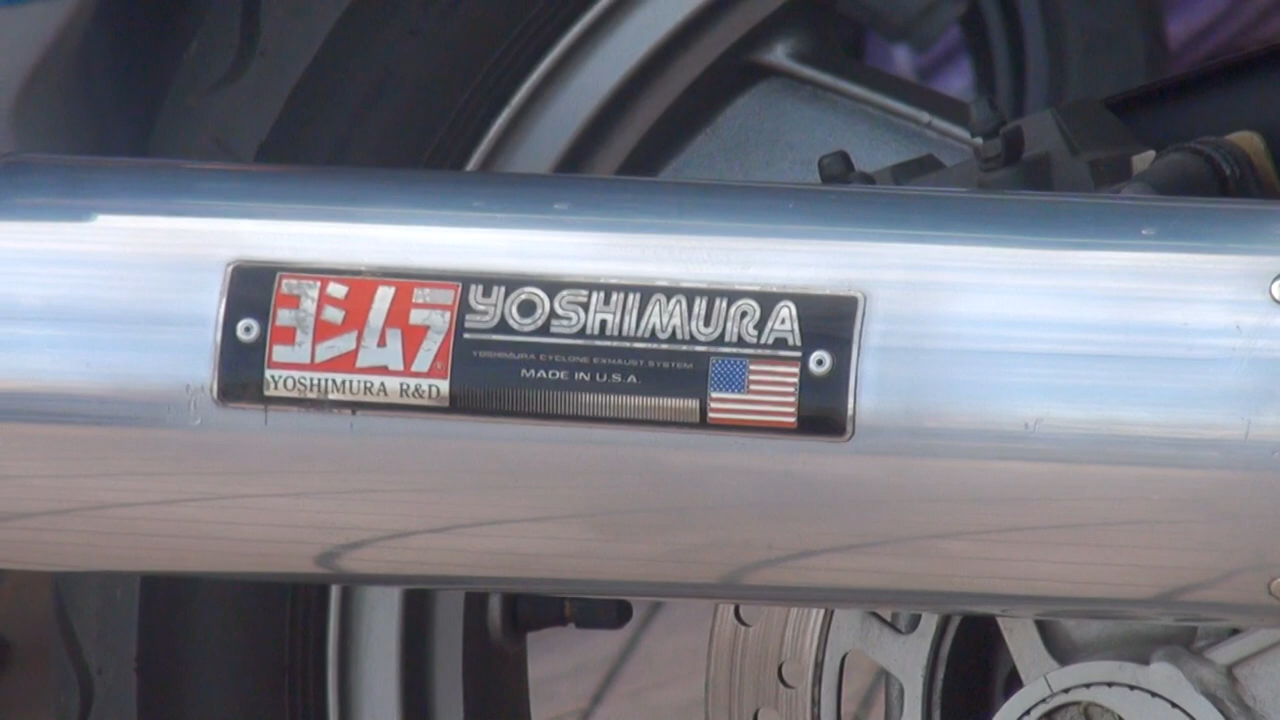 ヨシムラ
YOSHIMURA R&D
YOSHIMURA
YOSHIMURA CYCLONE EXHAUST SYSTEM
MADE IN U.S.A.